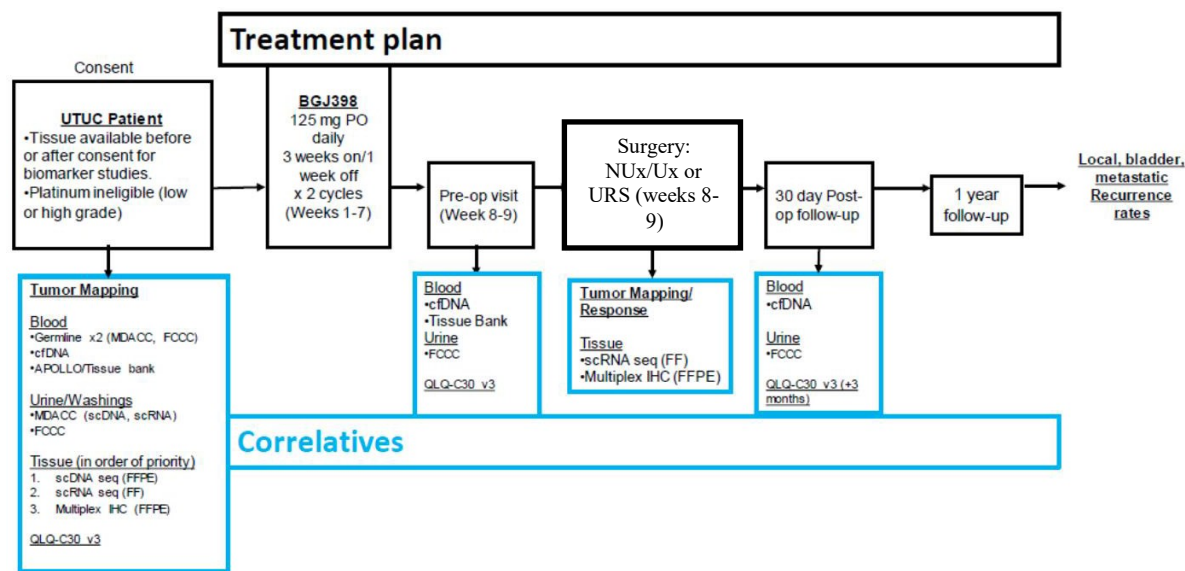 Treatment plan
Consent
UTUC Patient
•Tissue available before
or after consent for
biomarker studies.
•Platinum ineligible (low
or high grade)
BGJ398
125 mg PO
daily
3 weeks on/1
week off
x 2 cycles
(Weeks 1-7)
Pre-op visit
(Week 8-9)
Surgery:
NUx/Ux or
URS (weeks 8-
9)
30 day Post-
op follow-up
1 year
follow-up
Local, bladder,
metastatic
Recurrence
rates
Tumor Mapping
Blood
•Germline x2 (MDACC, FCCC)
•cfDNA
•APOLLO/Tissue bank
Urine/Washings
•MDACC (scDNA, scRNA)
•FCCC
Tissue (in order of priority)
1. scDNA seq (FFPE)
2. scRNA seq (FF)
3. Multiplex IHC (FFPE)
QLQ-C30 v3
Blood
•cfDNA
•Tissue Bank
Urine
•FCCC
QLQ-C30 v3
Tumor Mapping/
Response
Tissue
•scRNA seq (FF)
•Multiplex IHC (FFPE)
Blood
•cfDNA
Urine
•FCCC
QLQ-C30 v3 (+3
months)
Correlatives